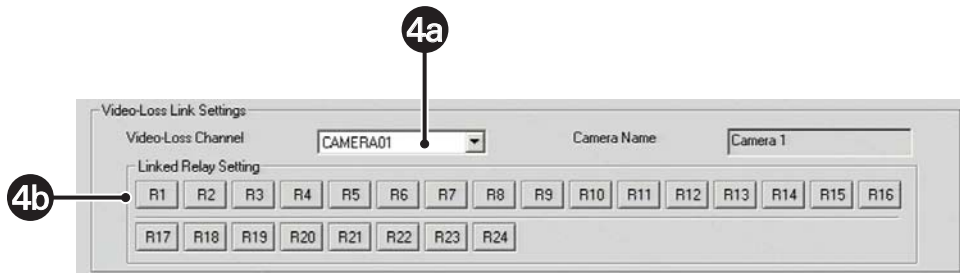 4a
Video-Loss Link Settings
Video-Loss Channel CAMERA01 Camera Name Camera 1
Linked Relay Setting
4b R1 R2 R3 R4 R5 R6 R7 R8 R9 R10 R11 R12 R13 R14 R15 R16
R17 R18 R19 R20 R21 R22 R23 R24